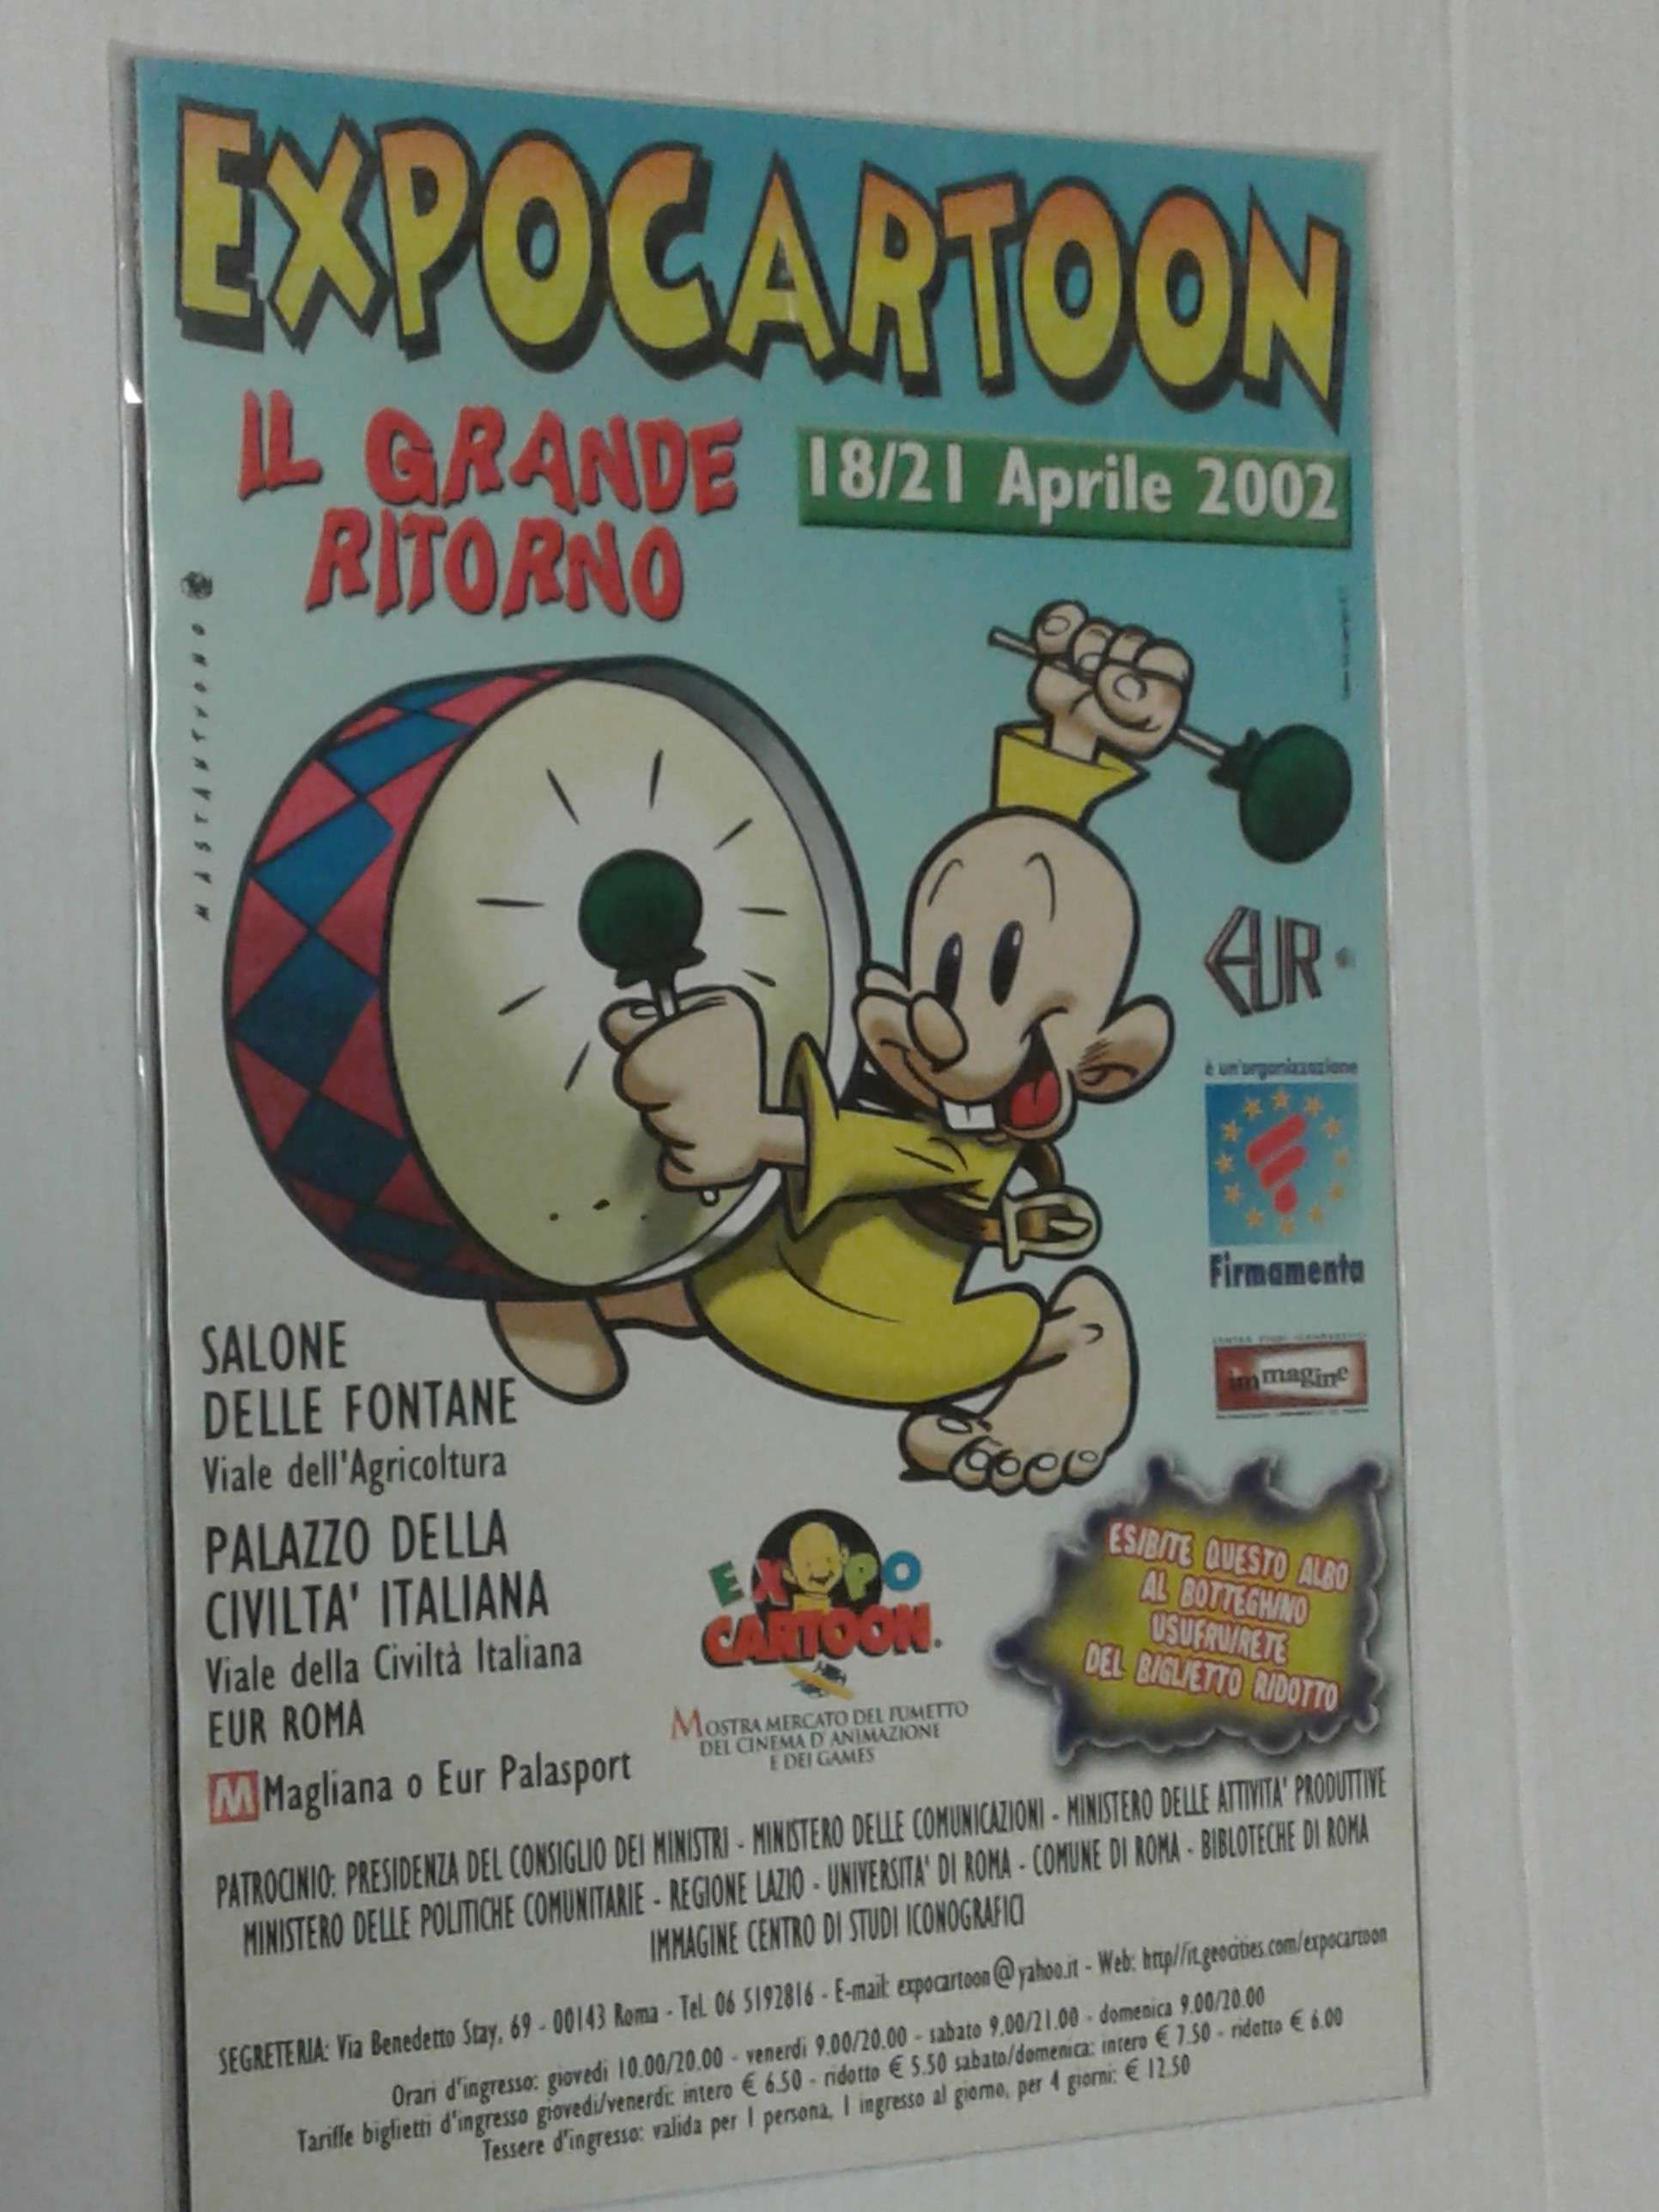 EXPOCARTOON
IL GRANDE
RITORNO
18/21 Aprile 2002
MASTANTUONO
EUR
è un'organizzazione
Firmamento
immagine
SALONE
DELLE FONTANE
Viale dell'Agricoltura
PALAZZO DELLA
CIVILTA' ITALIANA
Viale della Civiltà Italiana
EUR ROMA
M Magliana o Eur Palasport
EXPO
CARTOON.
MOSTRA MERCATO DEL FUMETTO
DEL CINEMA D'ANIMAZIONE
E DEI GAMES
ESIBITE QUESTO ALBO
AL BOTTEGHINO
USUFRUIRETE
DEL BIGLIETTO RIDOTTO
PATROCINIO: PRESIDENZA DEL CONSIGLIO DEI MINISTRI - MINISTERO DELLE COMUNICAZIONI - MINISTERO DELLE ATTIVITA' PRODUTTIVE
MINISTERO DELLE POLITICHE COMUNITARIE - REGIONE LAZIO - UNIVERSITA' DI ROMA - COMUNE DI ROMA - BIBLOTECHE DI ROMA
IMMAGINE CENTRO DI STUDI ICONOGRAFICI
SEGRETERIA: Via Benedetto Stay, 69 - 00143 Roma - Tel. 06 5192816 - E-mail: expocartoon@yahoo.it - Web: http//it.geocities.com/expocartoon
Orari d'ingresso: giovedì 10.00/20.00 - venerdì 9.00/20.00 - sabato 9.00/21.00 - domenica 9.00/20.00
Tariffe biglietti d'ingresso giovedì/venerdì: intero € 6.50 - ridotto € 5.50 sabato/domenica: intero € 7.50 - ridotto € 6.00
Tessere d'ingresso: valida per 1 persona, 1 ingresso al giorno, per 4 giorni: € 12.50